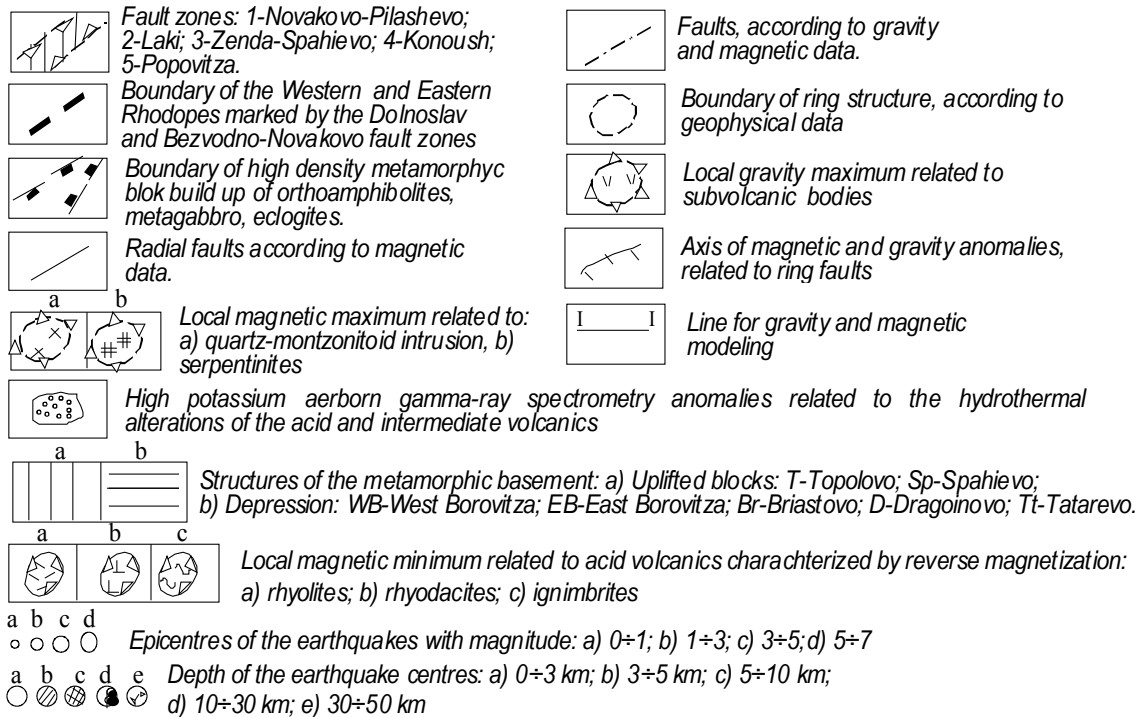 Fault zones: 1-Novakovo-Pilashevo;
2-Laki; 3-Zenda-Spahievo; 4-Konoush;
5-Popovitza.
Boundary of the Western and Eastern
Rhodopes marked by the Dolnoslav
and Bezvodno-Novakovo fault zones
Boundary of high density metamorphyc
blok build up of orthoamphibolites,
metagabbro, eclogites.
Radial faults according to magnetic
data.
a b
Local magnetic maximum related to:
a) quartz-montzonitoid intrusion, b)
serpentinites
Faults, according to gravity
and magnetic data.
Boundary of ring structure, according to
geophysical data
Local gravity maximum related to
subvolcanic bodies
Axis of magnetic and gravity anomalies,
related to ring faults
I I
Line for gravity and magnetic
modeling
High potassium aerborn gamma-ray spectrometry anomalies related to the hydrothermal
alterations of the acid and intermediate volcanics
a b
Structures of the metamorphic basement: a) Uplifted blocks: T-Topolovo; Sp-Spahievo;
b) Depression: WB-West Borovitza; EB-East Borovitza; Br-Briastovo; D-Dragoinovo; Tt-Tatarevo.
a b c
Local magnetic minimum related to acid volcanics charachterized by reverse magnetization:
a) rhyolites; b) rhyodacites; c) ignimbrites
a b c d
Epicentres of the earthquakes with magnitude: a) 0÷1; b) 1÷3; c) 3÷5; d) 5÷7
a b c d e
Depth of the earthquake centres: a) 0÷3 km; b) 3÷5 km; c) 5÷10 km;
d) 10÷30 km; e) 30÷50 km